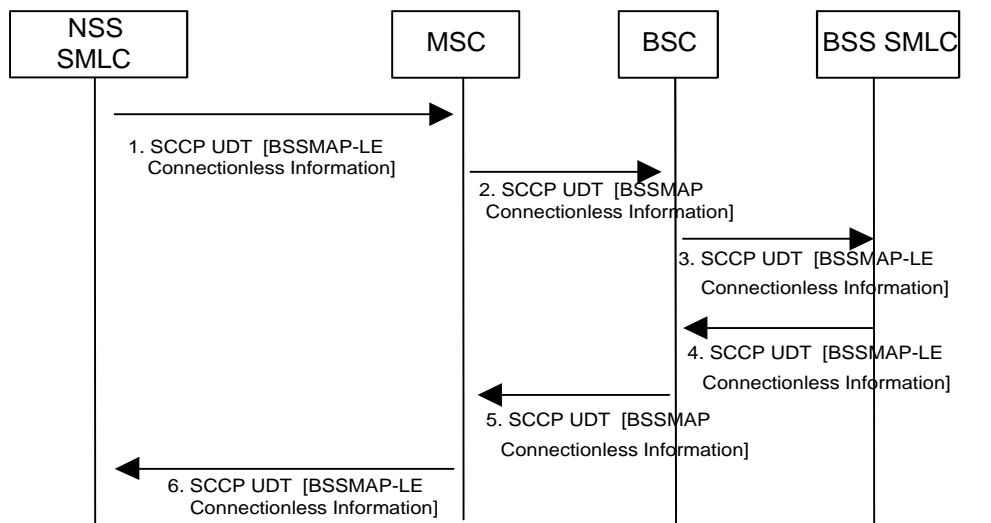 NSS
SMLC
MSC
BSC
BSS SMLC
1. SCCP UDT [BSSMAP-LE
Connectionless Information]
2. SCCP UDT [BSSMAP
Connectionless Information]
3. SCCP UDT [BSSMAP-LE
Connectionless Information]
4. SCCP UDT [BSSMAP-LE
Connectionless Information]
5. SCCP UDT [BSSMAP
Connectionless Information]
6. SCCP UDT [BSSMAP-LE
Connectionless Information]